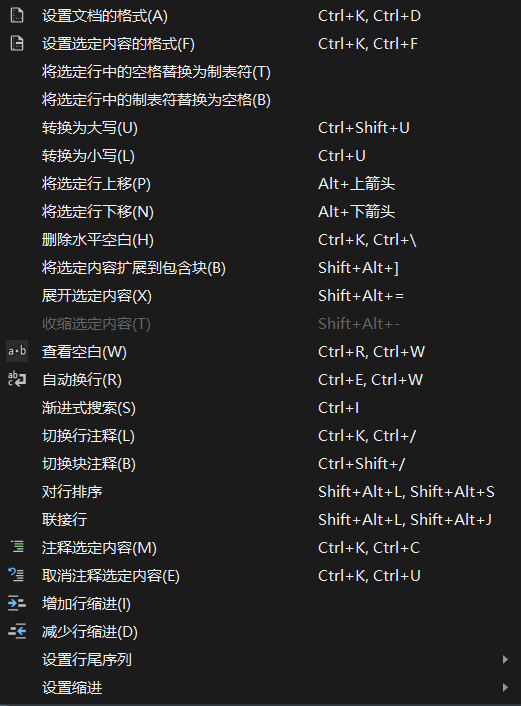 设置文档的格式(A) Ctrl+K, Ctrl+D
设置选定内容的格式(F) Ctrl+K, Ctrl+F
将选定行中的空格替换为制表符(T)
将选定行中的制表符替换为空格(B)
转换为大写(U) Ctrl+Shift+U
转换为小写(L) Ctrl+U
将选定行上移(P) Alt+上箭头
将选定行下移(N) Alt+下箭头
删除水平空白(H) Ctrl+K, Ctrl+\
将选定内容扩展到包含块(B) Shift+Alt+]
展开选定内容(X) Shift+Alt+=
收缩选定内容(T) Shift+Alt+-
a·b 查看空白(W) Ctrl+R, Ctrl+W
abc 自动换行(R) Ctrl+E, Ctrl+W
渐进式搜索(S) Ctrl+I
切换行注释(L) Ctrl+K, Ctrl+/
切换块注释(B) Ctrl+Shift+/
对行排序 Shift+Alt+L, Shift+Alt+S
联接行 Shift+Alt+L, Shift+Alt+J
注释选定内容(M) Ctrl+K, Ctrl+C
取消注释选定内容(E) Ctrl+K, Ctrl+U
增加行缩进(I)
减少行缩进(D)
设置行尾序列
设置缩进